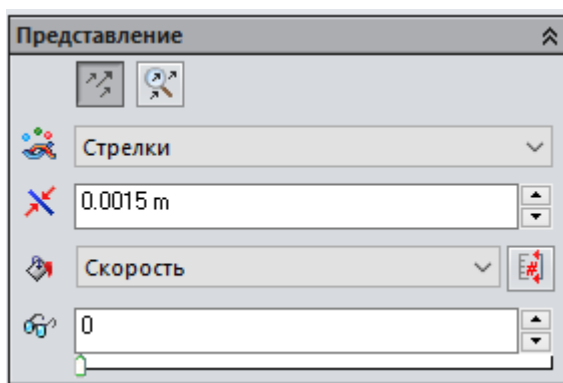 Представление
Стрелки
0.0015 m
Скорость
#
0